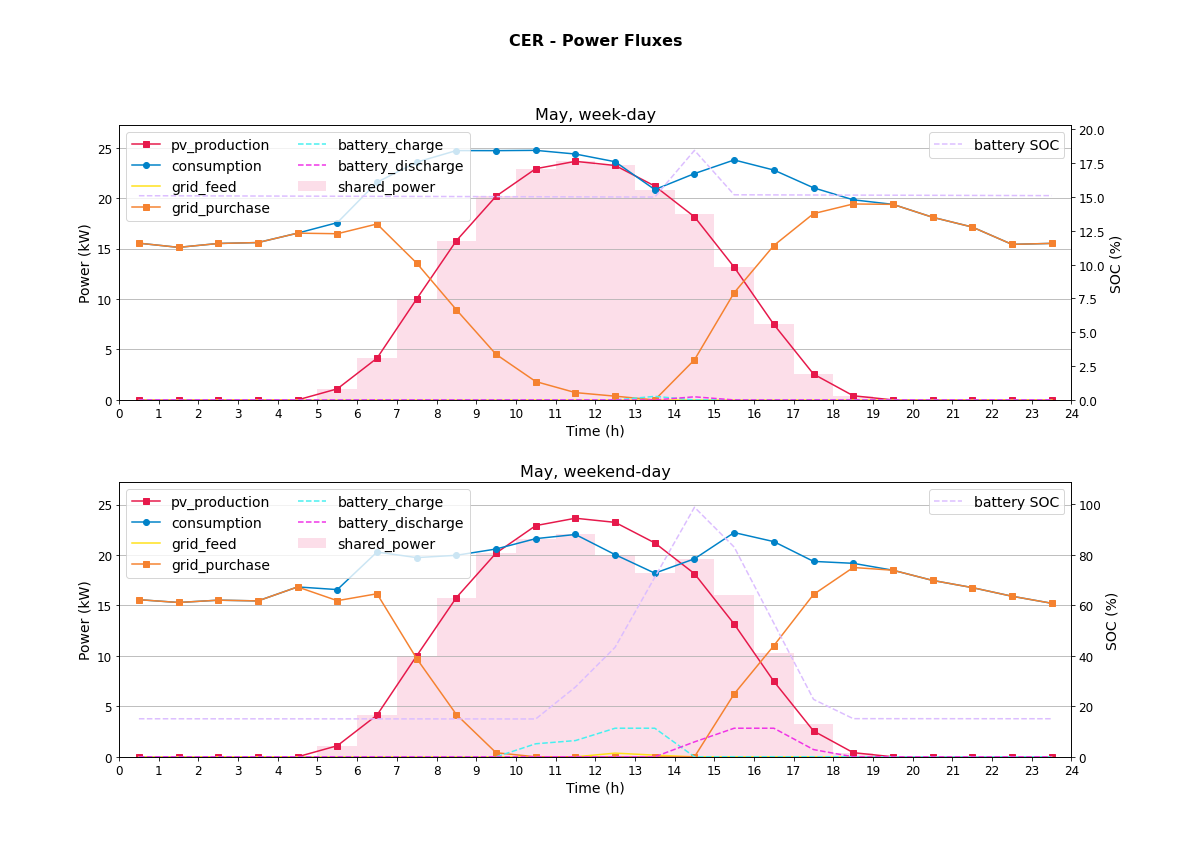 CER - Power Fluxes
May, week-day
pv_production
consumption
grid_feed
grid_purchase
battery_charge
battery_discharge
shared_power
battery SOC
Power (kW)
25
20
15
10
5
0
SOC (%)
20.0
17.5
15.0
12.5
10.0
7.5
5.0
2.5
0.0
0 1 2 3 4 5 6 7 8 9 10 11 12 13 14 15 16 17 18 19 20 21 22 23 24
Time (h)
May, weekend-day
pv_production
consumption
grid_feed
grid_purchase
battery_charge
battery_discharge
shared_power
battery SOC
Power (kW)
25
20
15
10
5
0
SOC (%)
100
80
60
40
20
0
0 1 2 3 4 5 6 7 8 9 10 11 12 13 14 15 16 17 18 19 20 21 22 23 24
Time (h)